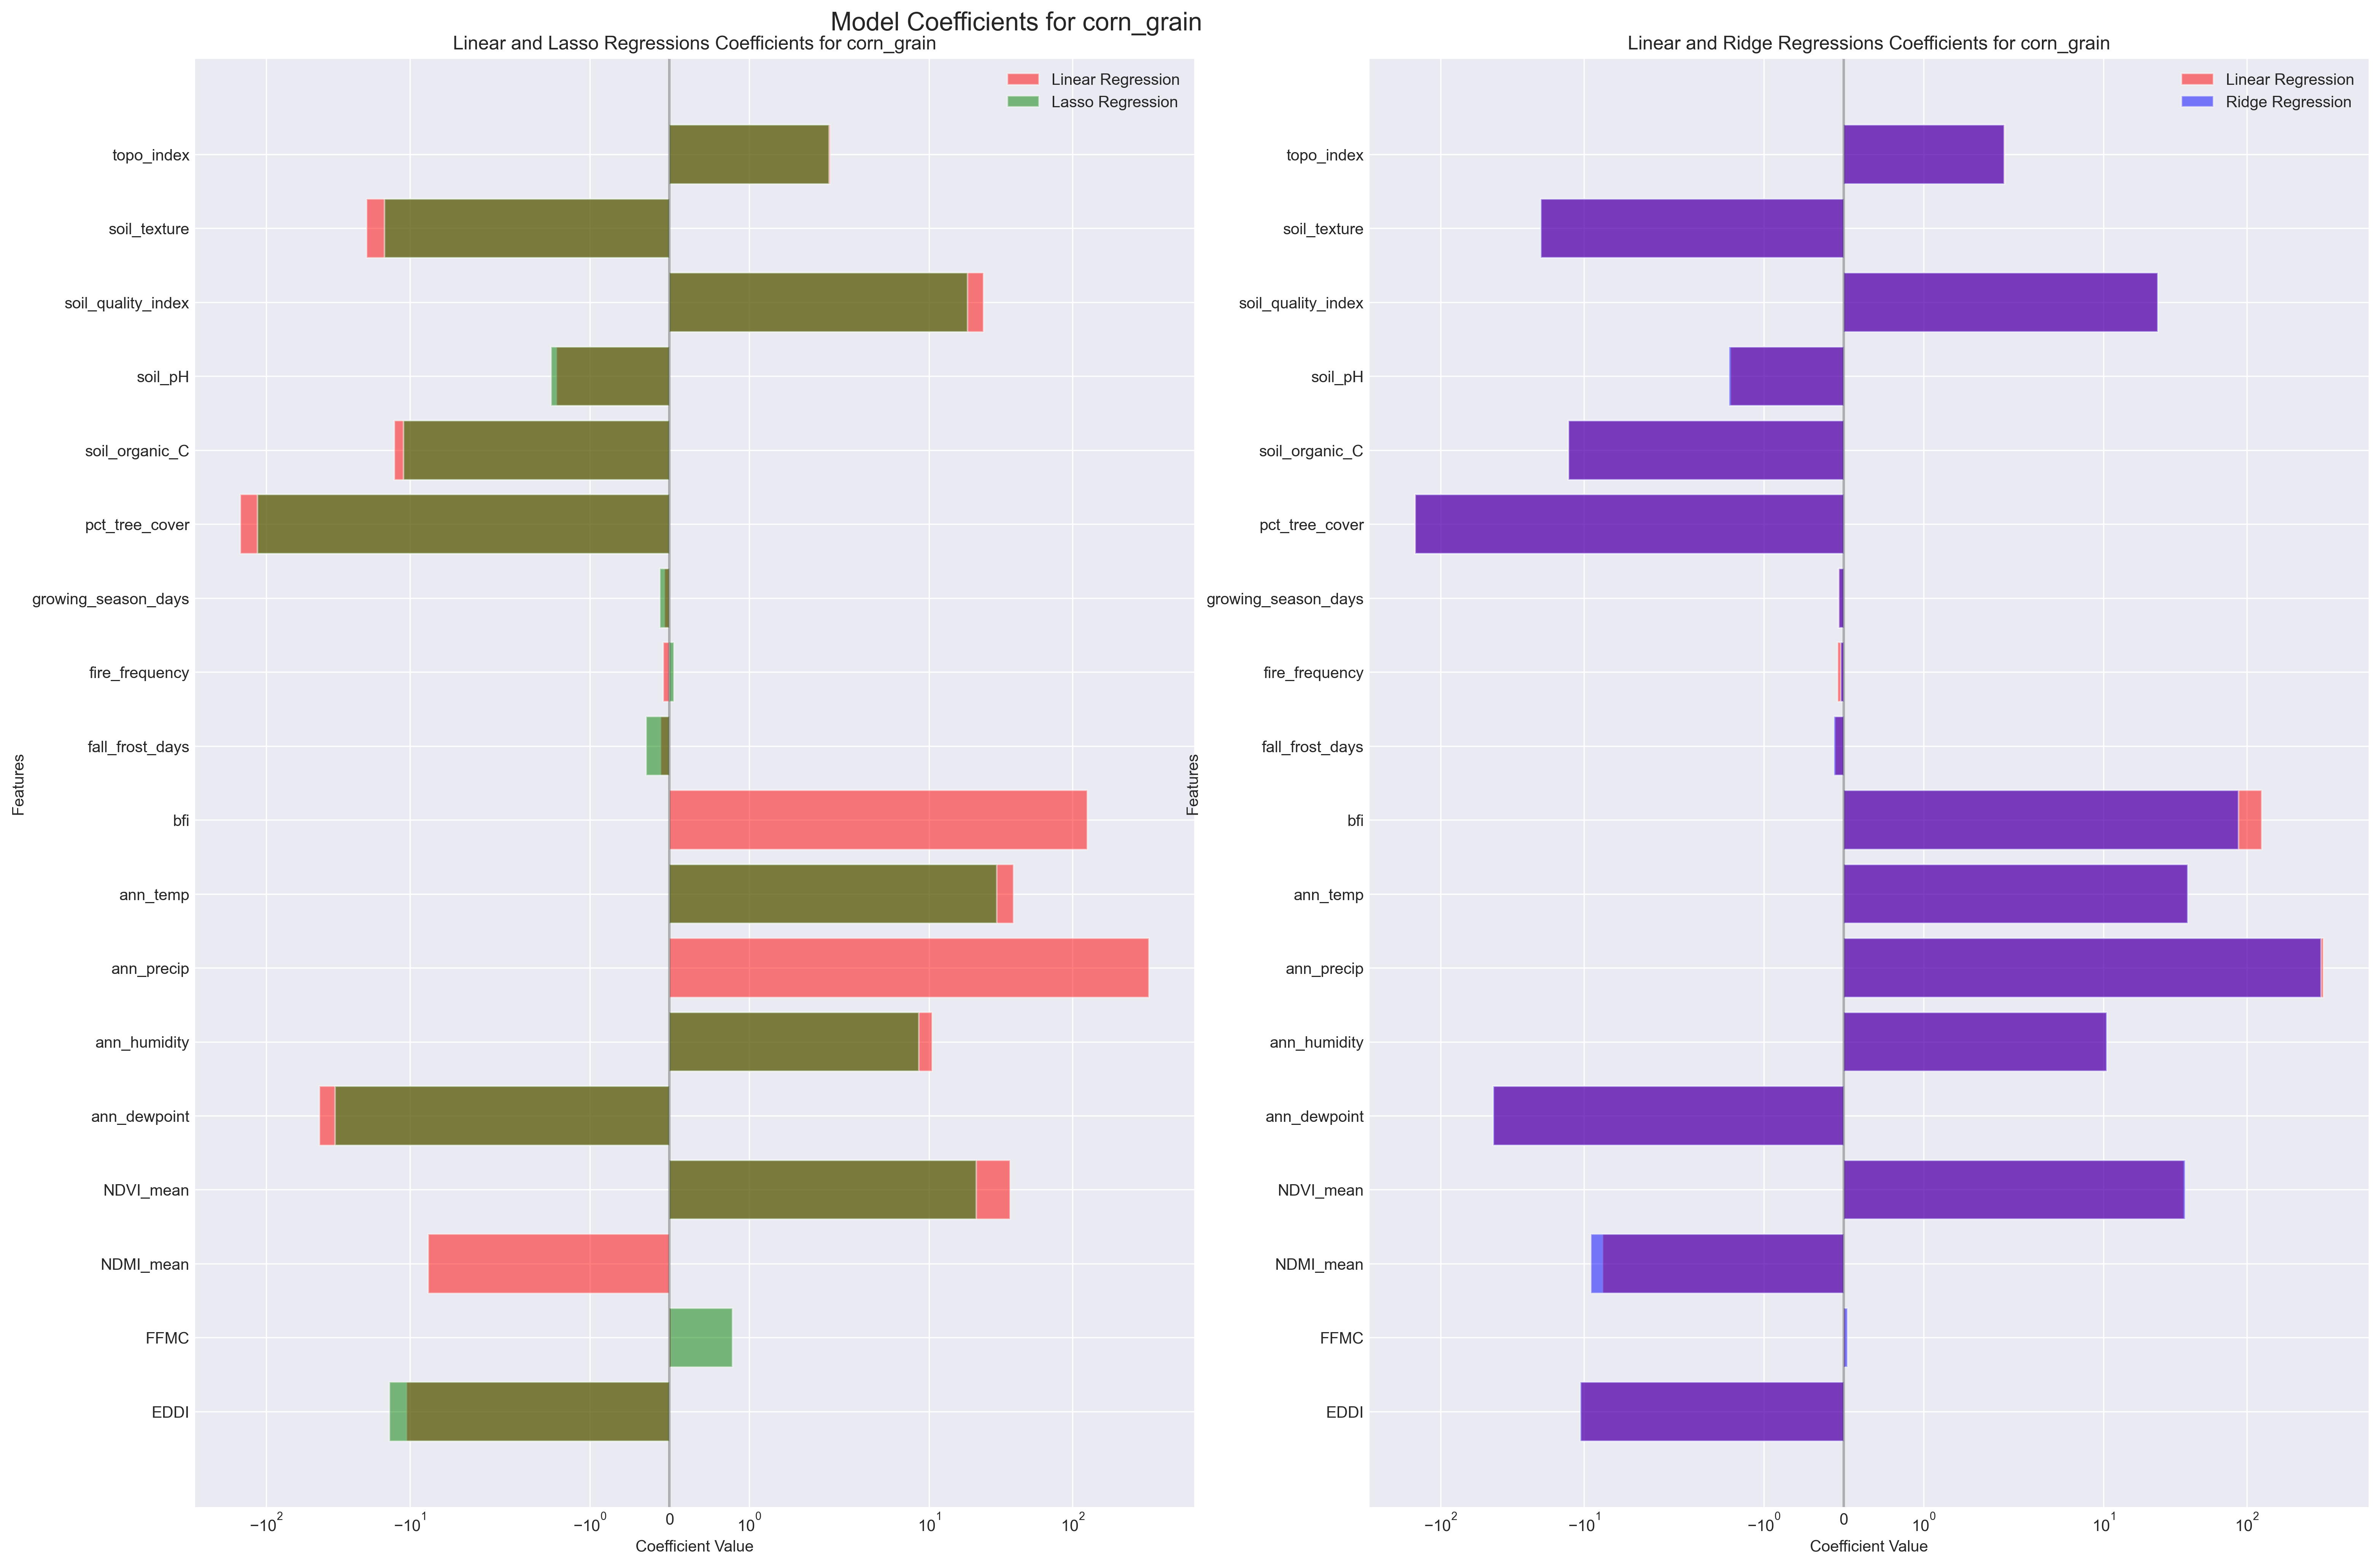 Model Coefficients for corn_grain
Linear and Lasso Regressions Coefficients for corn_grain
Linear Regression
Lasso Regression
topo_index
soil_texture
soil_quality_index
soil_pH
soil_organic_C
pct_tree_cover
growing_season_days
fire_frequency
fall_frost_days
bfi
ann_temp
ann_precip
ann_humidity
ann_dewpoint
NDVI_mean
NDMI_mean
FFMC
EDDI
Features
−10² −10¹ −10⁰ 0 10⁰ 10¹ 10²
Coefficient Value
Linear and Ridge Regressions Coefficients for corn_grain
Linear Regression
Ridge Regression
topo_index
soil_texture
soil_quality_index
soil_pH
soil_organic_C
pct_tree_cover
growing_season_days
fire_frequency
fall_frost_days
bfi
ann_temp
ann_precip
ann_humidity
ann_dewpoint
NDVI_mean
NDMI_mean
FFMC
EDDI
Features
−10² −10¹ −10⁰ 0 10⁰ 10¹ 10²
Coefficient Value